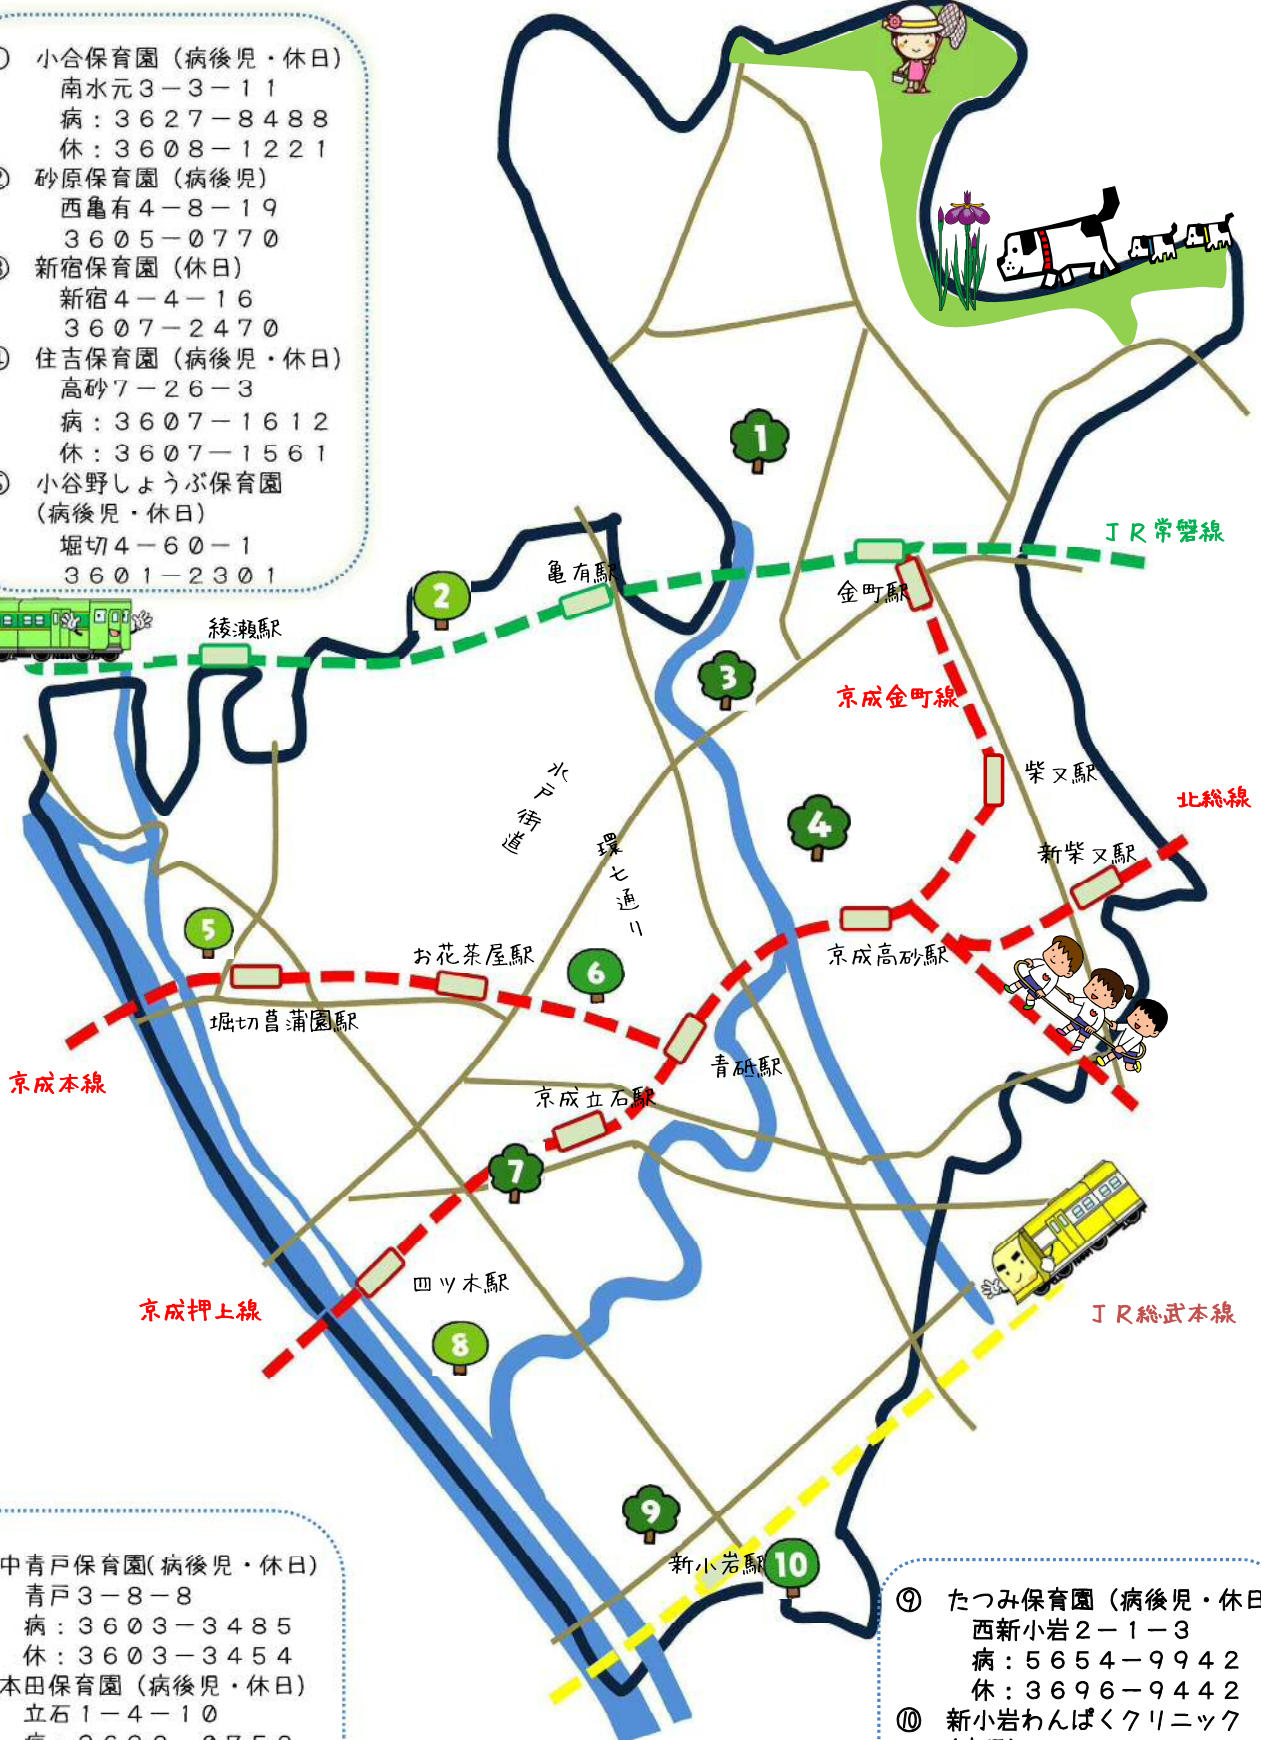 小合保育園（病後児・休日）
南水元３－３－１１
病：３６２７－８４８８
休：３６０８－１２２１
砂原保育園（病後児）
西亀有４－８－１９
３６０５－０７７０
新宿保育園（休日）
新宿４－４－１６
３６０７－２４７０
住吉保育園（病後児・休日）
高砂７－２６－３
病：３６０７－１６１２
休：３６０７－１５６１
小谷野しょうぶ保育園
（病後児・休日）
堀切４－６０－１
３６０１－２３０１
1
ＪＲ常磐線
亀有駅
金町駅
2
綾瀬駅
3
京成金町線
柴又駅
水戸街道
北総線
4
環七通り
新柴又駅
5
お花茶屋駅
6
京成高砂駅
堀切菖蒲園駅
青砥駅
京成本線
京成立石駅
7
四ツ木駅
京成押上線
ＪＲ総武本線
8
9
新小岩駅
10
中青戸保育園（病後児・休日）
青戸３－８－８
病：３６０３－３４８５
休：３６０３－３４５４
本田保育園（病後児・休日）
立石１－４－１０
⑨ たつみ保育園（病後児・休日
西新小岩２－１－３
病：５６５４－９９４２
休：３６９６－９４４２
⑩ 新小岩わんぱくクリニック